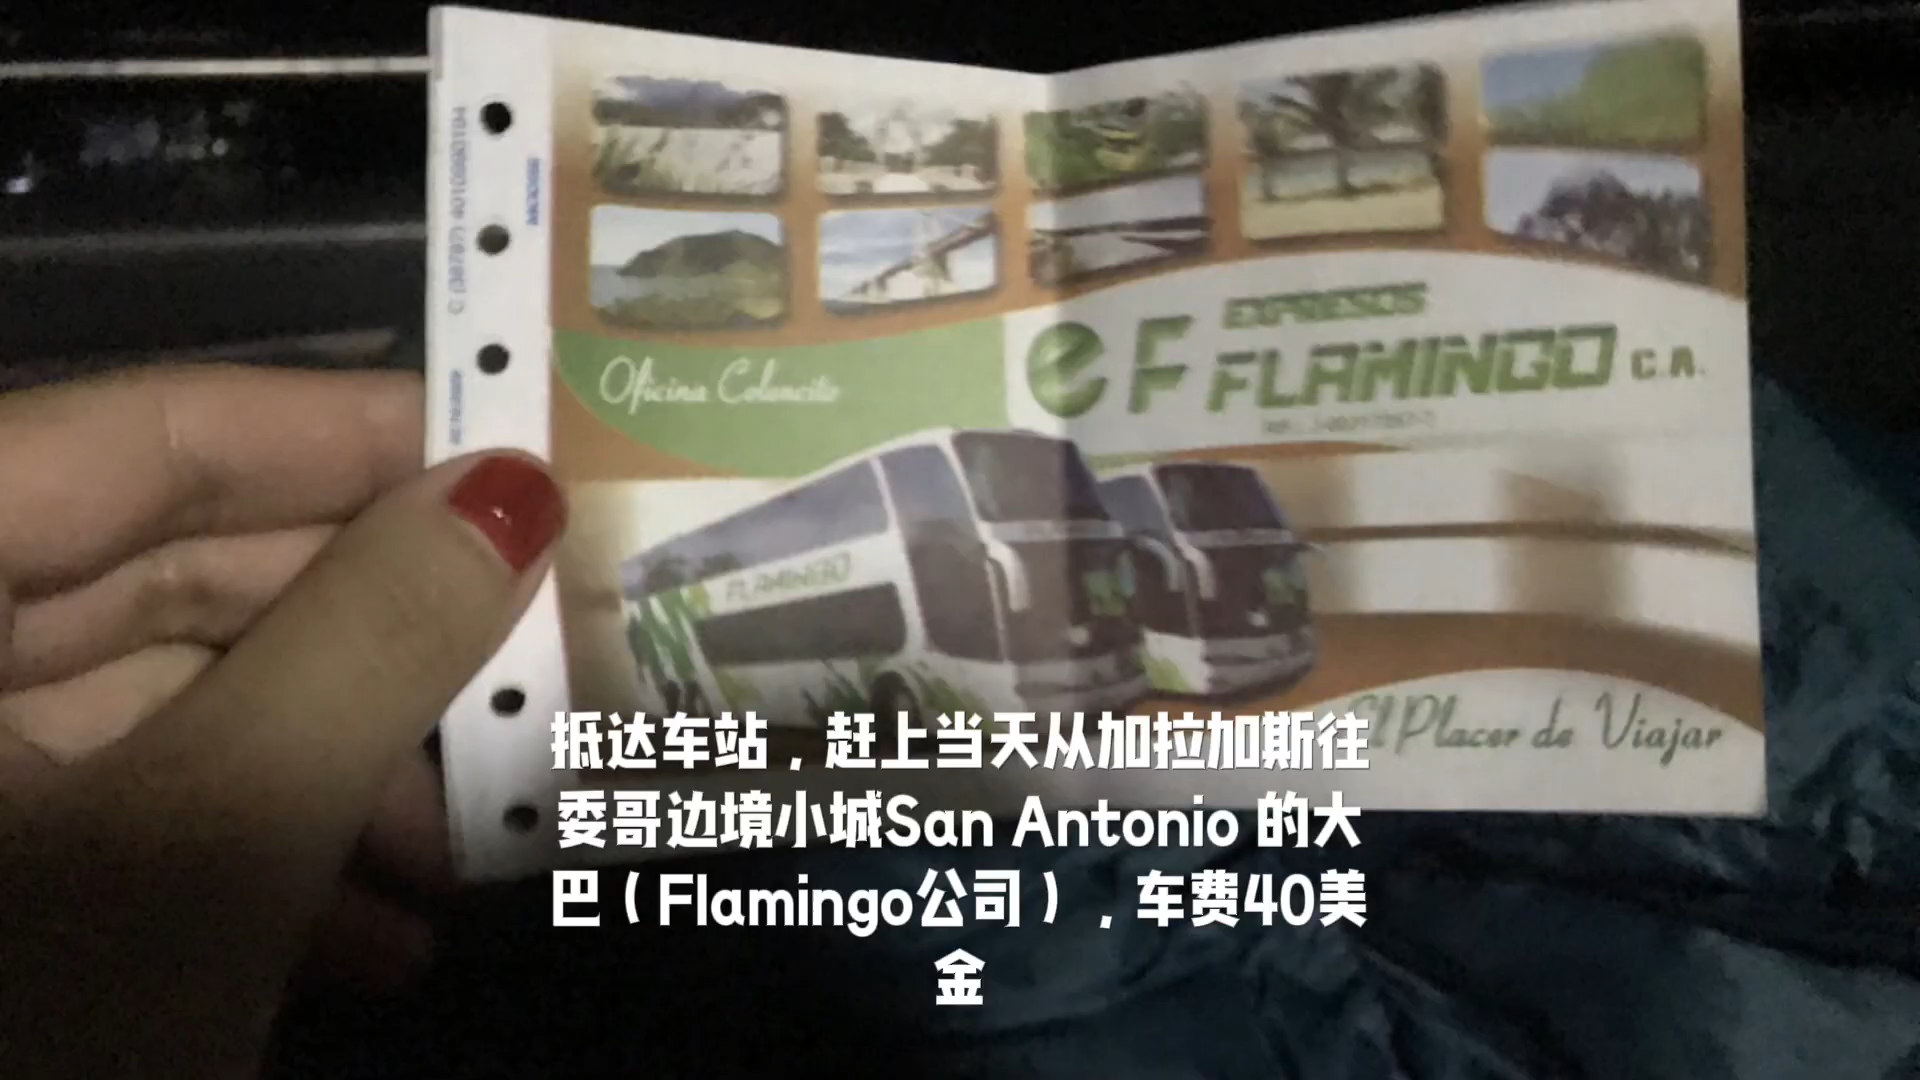 EXPRESOS
eF FLAMINGO C.A.
Oficina Coloncito
FLAMINGO
El Placer de Viajar
抵达车站，赶上当天从加拉加斯往
委哥边境小城San Antonio 的大
巴（Flamingo公司），车费40美
金